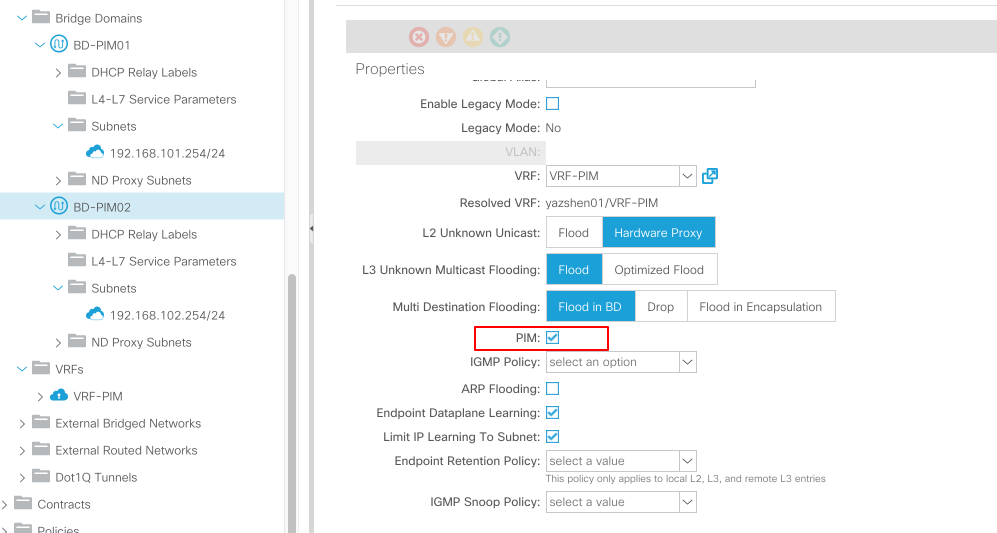 Bridge Domains
BD-PIM01
DHCP Relay Labels
L4-L7 Service Parameters
Subnets
192.168.101.254/24
ND Proxy Subnets
BD-PIM02
DHCP Relay Labels
L4-L7 Service Parameters
Subnets
192.168.102.254/24
ND Proxy Subnets
VRFs
VRF-PIM
External Bridged Networks
External Routed Networks
Dot1Q Tunnels
Contracts
Policies
Properties
Global Alias:
Enable Legacy Mode:
Legacy Mode: No
VLAN:
VRF: VRF-PIM
Resolved VRF: yazshen01/VRF-PIM
L2 Unknown Unicast: Flood Hardware Proxy
L3 Unknown Multicast Flooding: Flood Optimized Flood
Multi Destination Flooding: Flood in BD Drop Flood in Encapsulation
PIM:
IGMP Policy: select an option
ARP Flooding:
Endpoint Dataplane Learning:
Limit IP Learning To Subnet:
Endpoint Retention Policy: select a value
This policy only applies to local L2, L3, and remote L3 entries
IGMP Snoop Policy: select a value